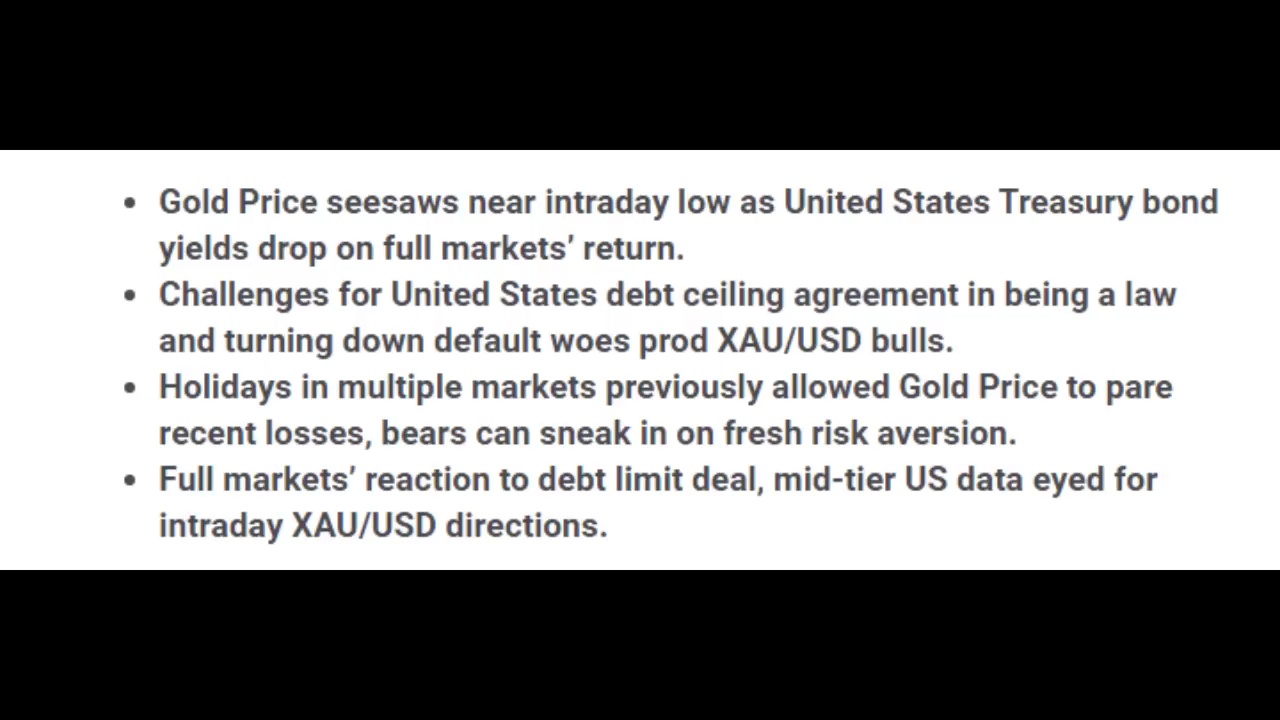 • Gold Price seesaws near intraday low as United States Treasury bond
yields drop on full markets’ return.
• Challenges for United States debt ceiling agreement in being a law
and turning down default woes prod XAU/USD bulls.
• Holidays in multiple markets previously allowed Gold Price to pare
recent losses, bears can sneak in on fresh risk aversion.
• Full markets’ reaction to debt limit deal, mid-tier US data eyed for
intraday XAU/USD directions.